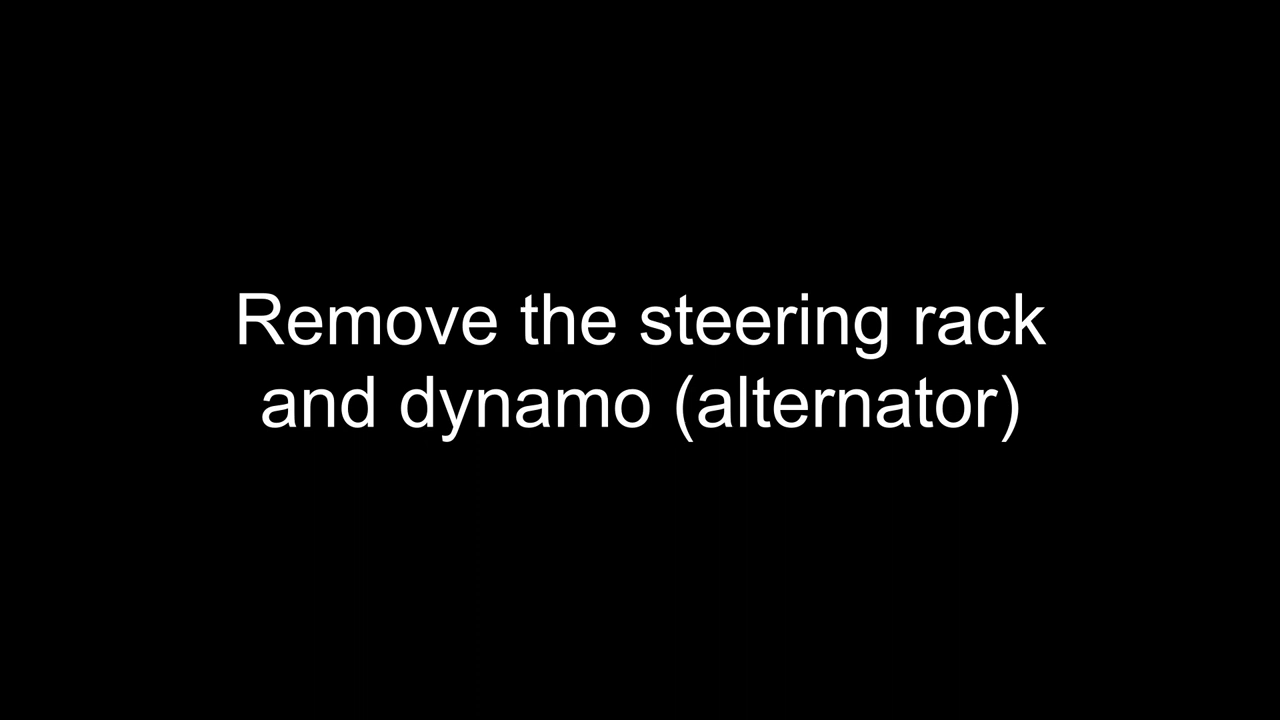 Remove the steering rack
and dynamo (alternator)